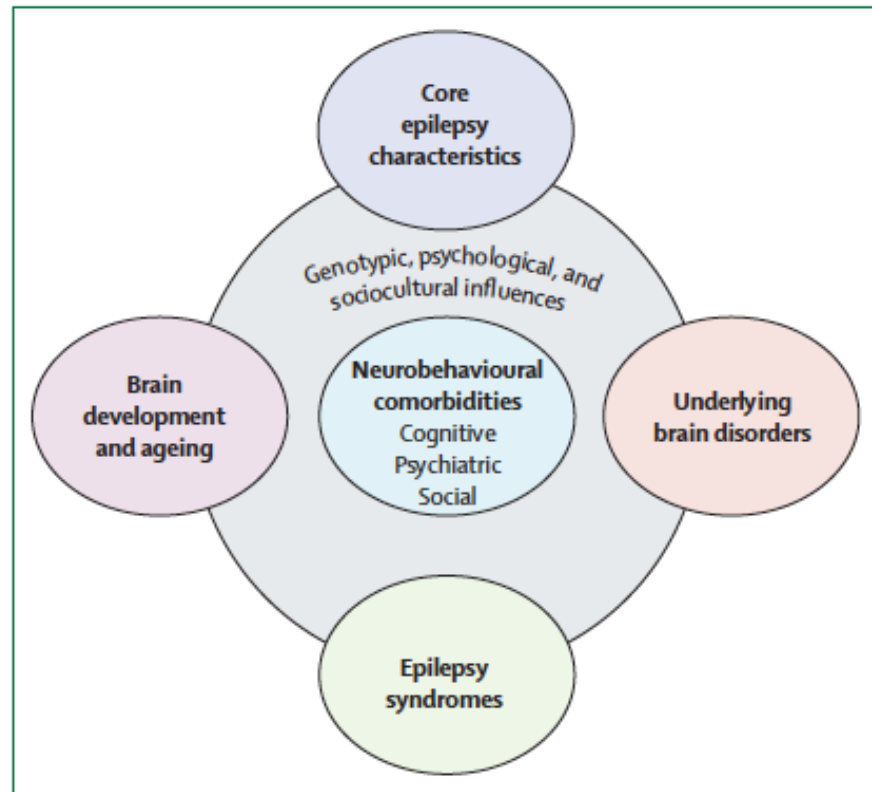 Core
epilepsy
characteristics
Genotypic, psychological, and
sociocultural influences
Brain
development
and ageing
Neurobehavioural
comorbidities
Cognitive
Psychiatric
Social
Underlying
brain disorders
Epilepsy
syndromes